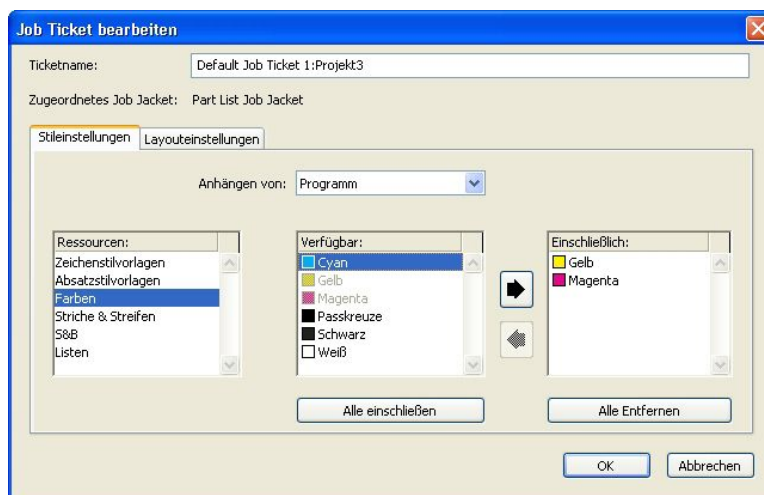 Job Ticket bearbeiten
Ticketname: Default Job Ticket 1:Projekt3
Zugeordnetes Job Jacket: Part List Job Jacket
Stileinstellungen Layouteinstellungen
Anhängen von: Programm
Ressourcen:
Zeichenstilvorlagen
Absatzstilvorlagen
Farben
Striche & Streifen
S&B
Listen
Verfügbar:
Cyan
Gelb
Magenta
Passkreuze
Schwarz
Weiß
Einschließlich:
Gelb
Magenta
Alle einschließen Alle Entfernen
OK Abbrechen